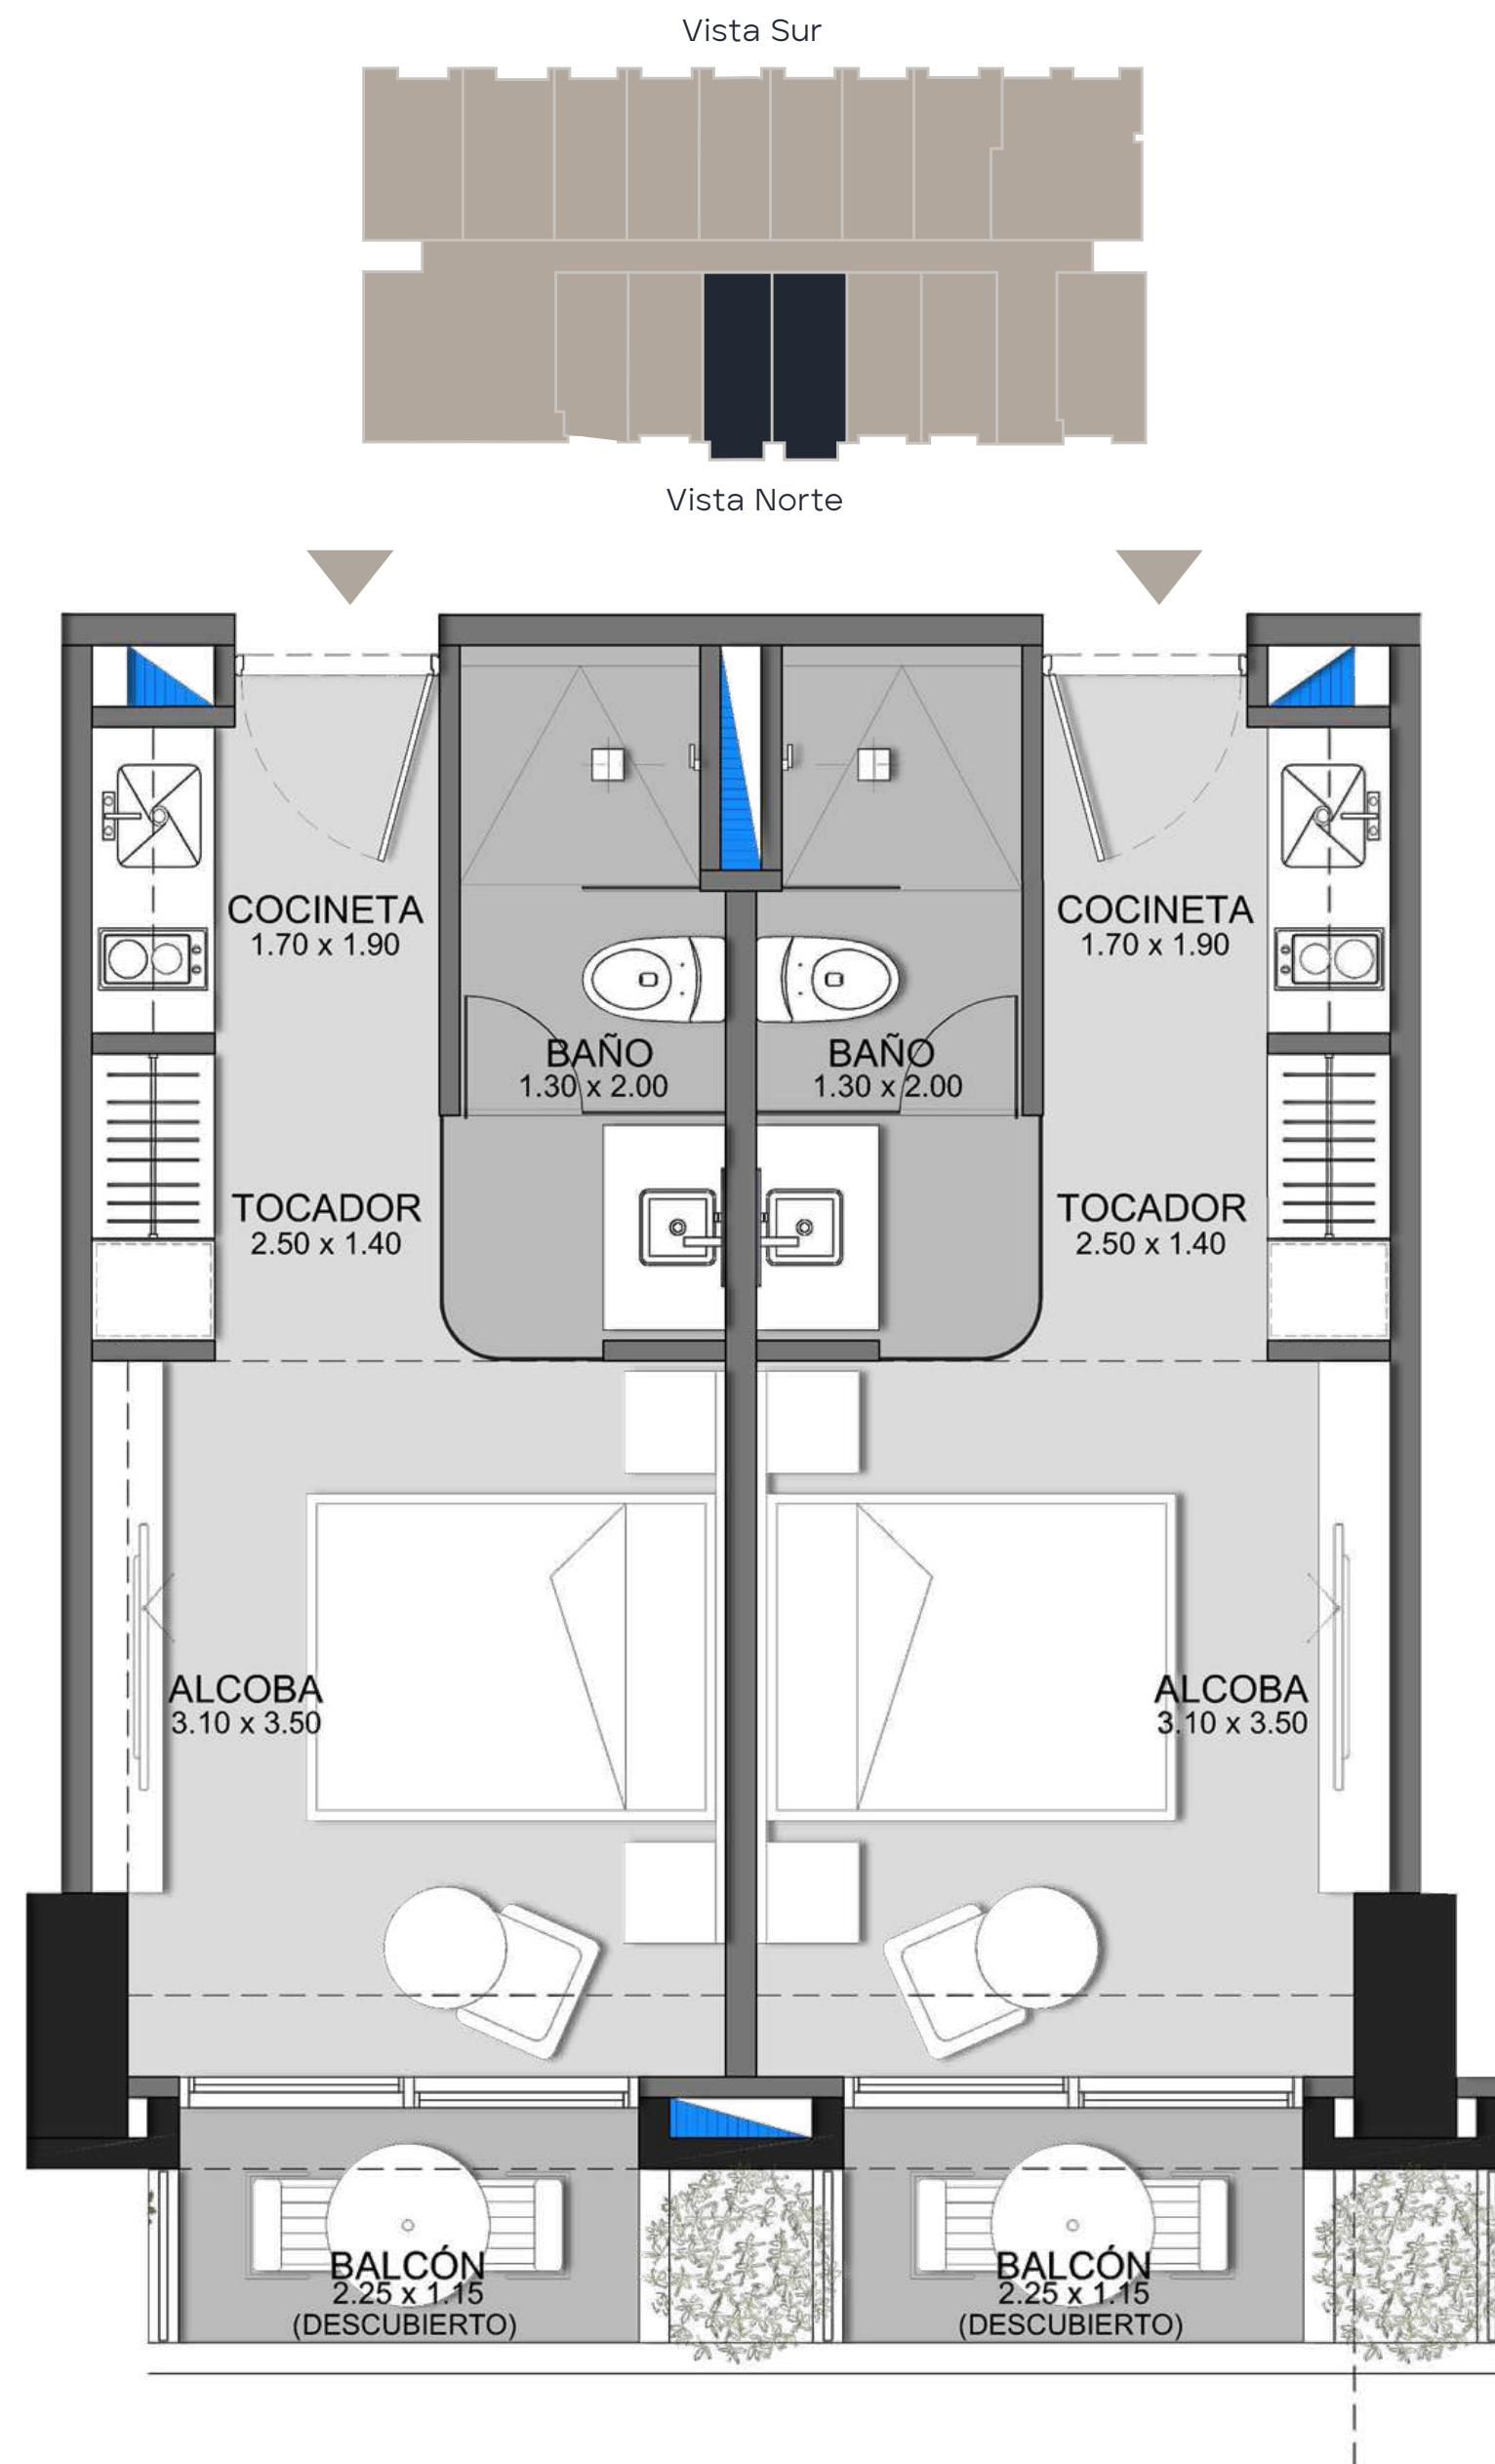 Vista Sur
Vista Norte
COCINETA
1.70 x 1.90
COCINETA
1.70 x 1.90
BAÑO
1.30 x 2.00
BAÑO
1.30 x 2.00
TOCADOR
2.50 x 1.40
TOCADOR
2.50 x 1.40
ALCOBA
3.10 x 3.50
ALCOBA
3.10 x 3.50
BALCÓN
2.25 x 1.15
(DESCUBIERTO)
BALCÓN
2.25 x 1.15
(DESCUBIERTO)